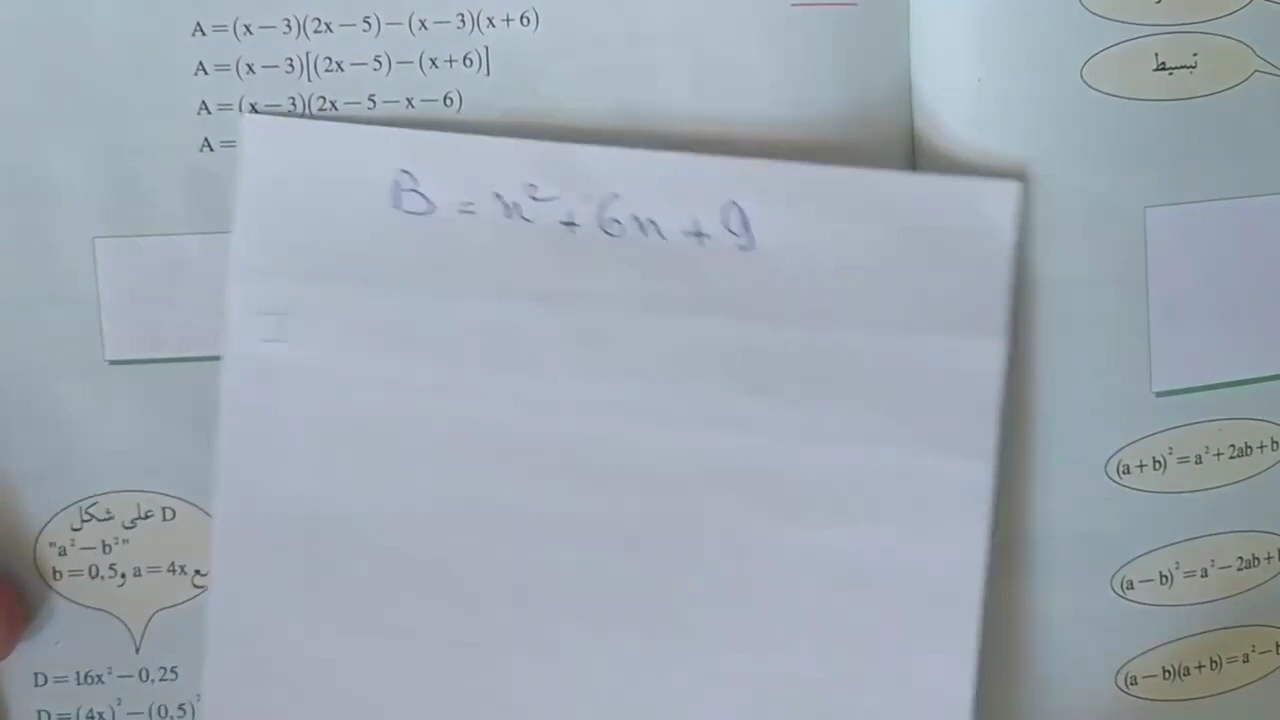 A=(x−3)(2x−5)−(x−3)(x+6)
A=(x−3)[(2x−5)−(x+6)]
A=(x−3)(2x−5−x−6)
A=
تبسيط
B = x² + 6x + 9
D على شكل
"a²−b²"
مع a=4x و b=0,5
D=16x²−0,25
D=(4x)²−(0,5)²
(a+b)²=a²+2ab+b
(a−b)²=a²−2ab+
(a−b)(a+b)=a²−b